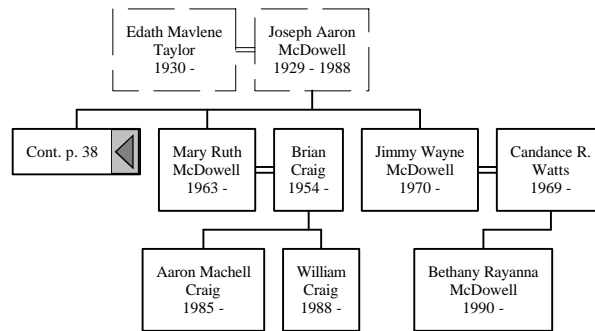 Edath Mavlene
Taylor
1930 -
Joseph Aaron
McDowell
1929 - 1988
Cont. p. 38
Mary Ruth
McDowell
1963 -
Brian
Craig
1954 -
Jimmy Wayne
McDowell
1970 -
Candance R.
Watts
1969 -
Aaron Machell
Craig
1985 -
William
Craig
1988 -
Bethany Rayanna
McDowell
1990 -